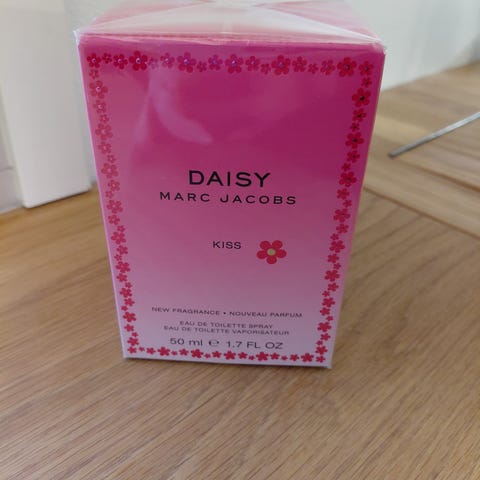 DAISY
MARC JACOBS
KISS
NEW FRAGRANCE • NOUVEAU PARFUM
EAU DE TOILETTE SPRAY
EAU DE TOILETTE VAPORISATEUR
50 ml ℮ 1.7 FL OZ